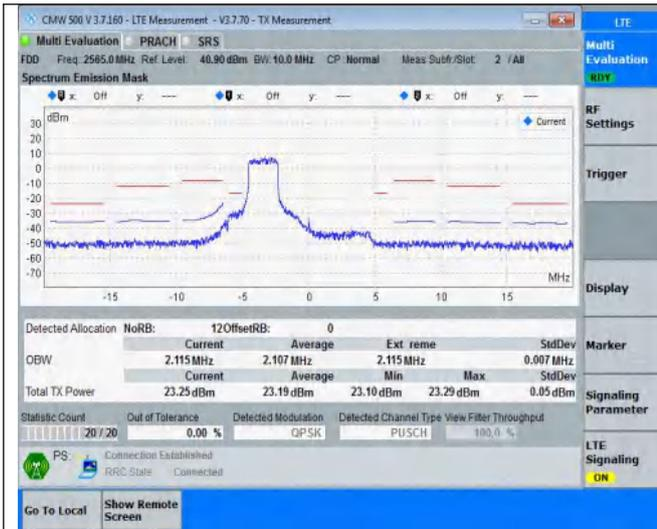 CMW 500 V 3.7.160 - LTE Measurement - V3.7.70 - TX Measurement
LTE
Multi Evaluation PRACH SRS
Multi Evaluation
RDY
FDD Freq: 2565.0 MHz Ref. Level: 40.90 dBm BW: 10.0 MHz CP: Normal Meas Subfr./Slot: 2 / All
Spectrum Emission Mask
x: Off y: --- x: Off y: --- x: Off y: ---
dBm
Current
30
20
10
0
-10
-20
-30
-40
-50
-60
-70
MHz
-15 -10 -5 0 5 10 15
RF Settings
Trigger
Display
Marker
Signaling Parameter
LTE Signaling
ON
Detected Allocation NoRB: 12 OffsetRB: 0
Current Average Ext reme StdDev
OBW 2.115 MHz 2.107 MHz 2.115 MHz 0.007 MHz
Current Average Min Max StdDev
Total TX Power 23.25 dBm 23.19 dBm 23.10 dBm 23.29 dBm 0.05 dBm
Statistic Count Out of Tolerance Detected Modulation Detected Channel Type View Filter Throughput
20 / 20 0.00 % QPSK PUSCH 100.0 %
PS: Connection Established
RRC State Connected
Go To Local
Show Remote Screen